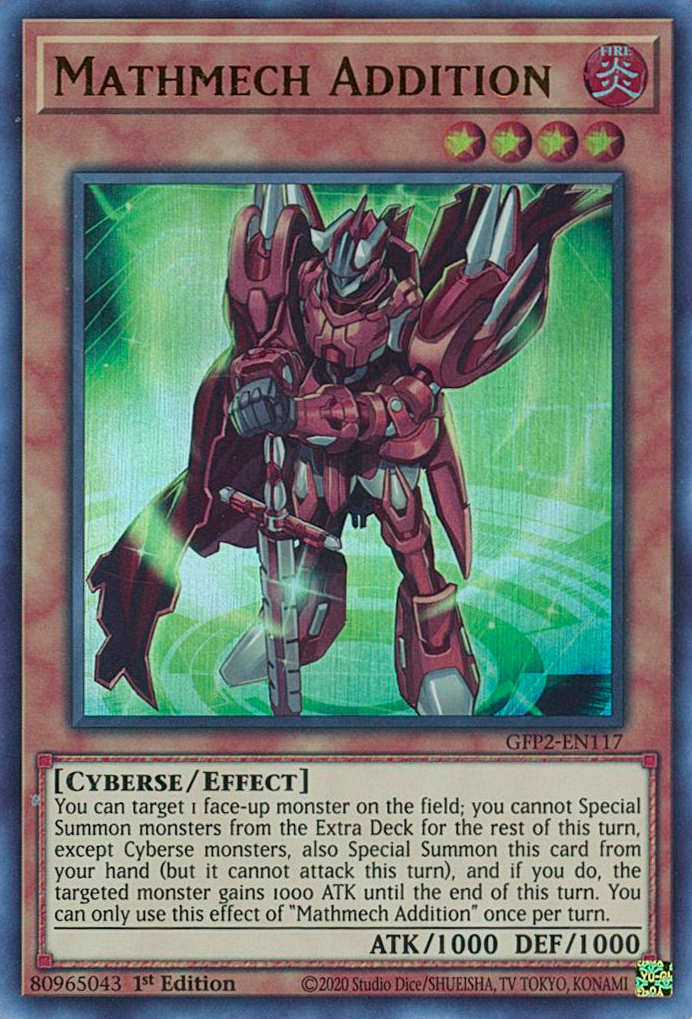 MATHMECH ADDITION
FIRE
炎
GFP2-EN117
[CYBERSE/EFFECT]
You can target 1 face-up monster on the field; you cannot Special
Summon monsters from the Extra Deck for the rest of this turn,
except Cyberse monsters, also Special Summon this card from
your hand (but it cannot attack this turn), and if you do, the
targeted monster gains 1000 ATK until the end of this turn. You
can only use this effect of "Mathmech Addition" once per turn.
ATK/1000 DEF/1000
80965043 1st Edition ©2020 Studio Dice/SHUEISHA, TV TOKYO, KONAMI